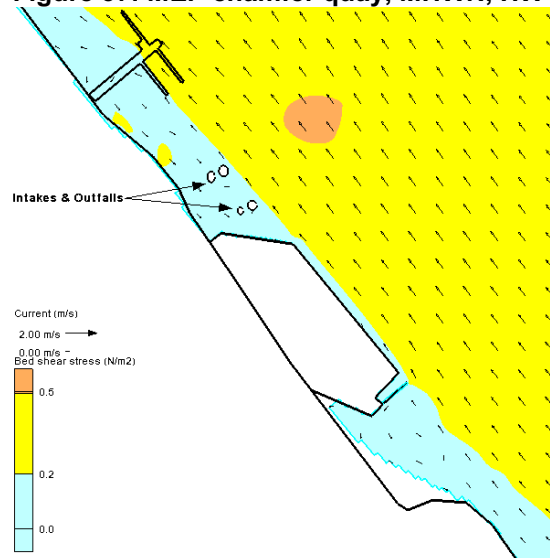 Intakes & Outfalls
Current (m/s)
2.00 m/s
0.00 m/s
Bed shear stress (N/m2)
0.5
0.2
0.0